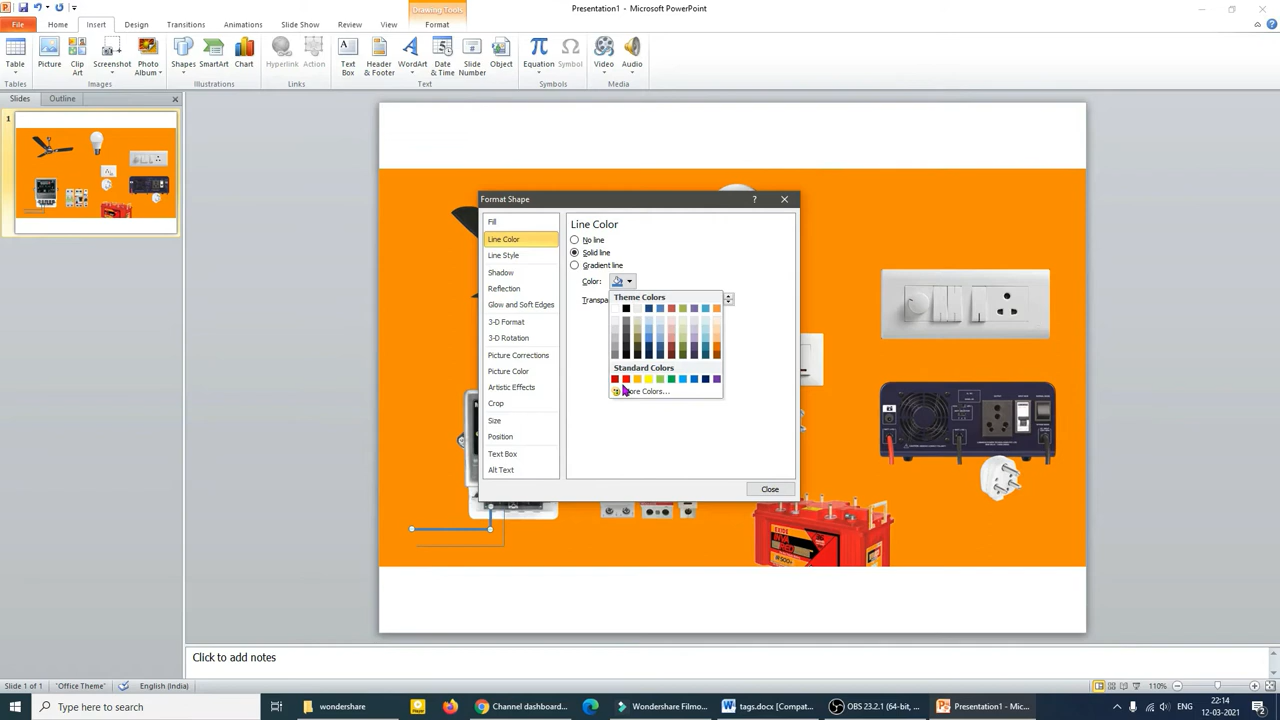 Drawing Tools
Presentation1 - Microsoft PowerPoint
File Home Insert Design Transitions Animations Slide Show Review View Format
Table Picture Clip Art Screenshot Photo Album Shapes SmartArt Chart Hyperlink Action Text Box Header & Footer WordArt Date & Time Slide Number Object Equation Symbol Video Audio
Tables Images Illustrations Links Text Symbols Media
Slides Outline
1
Format Shape
?
Fill
Line Color
Line Style
Shadow
Reflection
Glow and Soft Edges
3-D Format
3-D Rotation
Picture Corrections
Picture Color
Artistic Effects
Crop
Size
Position
Text Box
Alt Text
Line Color
No line
Solid line
Gradient line
Color:
Transpa
Theme Colors
Standard Colors
ore Colors...
Close
EXIDE
Click to add notes
Slide 1 of 1 "Office Theme" English (India) 110%
Type here to search
wondershare
Channel dashboard...
Wondershare Filmo...
tags.docx [Compat...
OBS 23.2.1 (64-bit, ...
Presentation1 - Mic...
ENG
22:14
12-03-2021